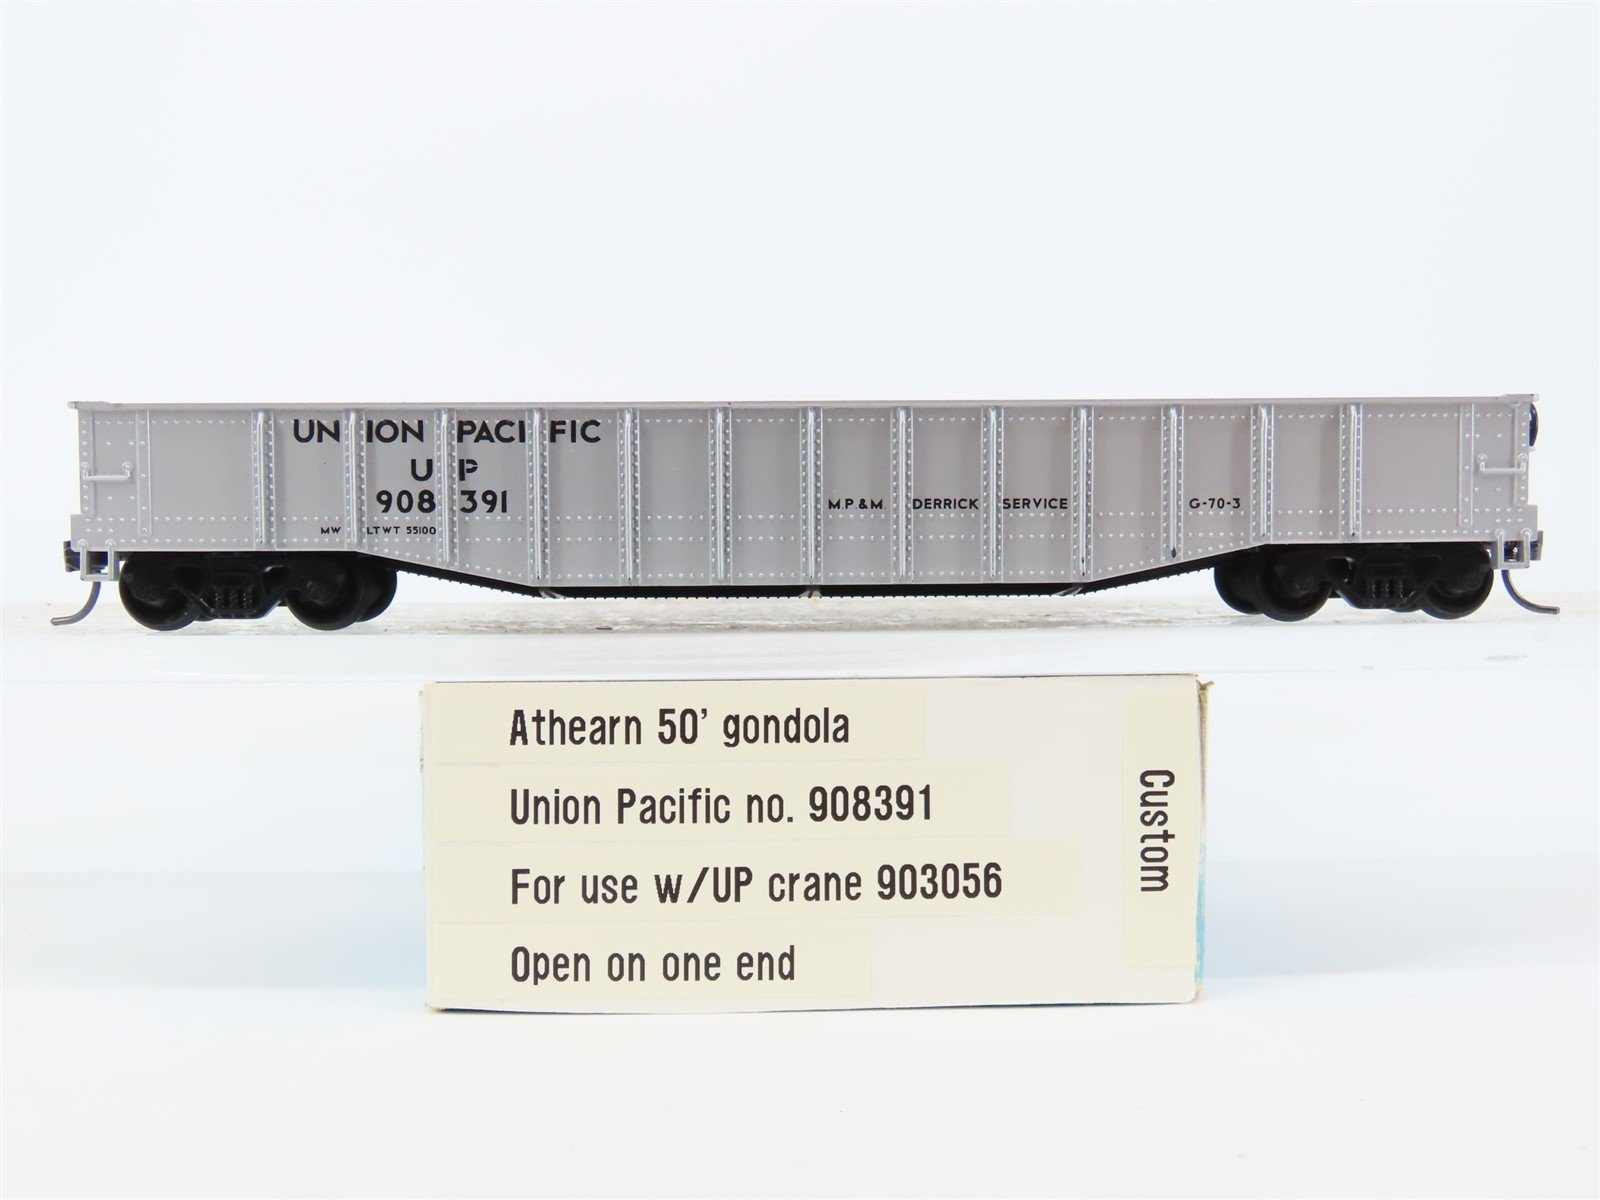 UNION PACIFIC
U P
908391
MW LTWT 55100
M.P.&M. DERRICK SERVICE
G-70-3
Athearn 50' gondola
Union Pacific no. 908391
For use w/UP crane 903056
Open on one end
Custom